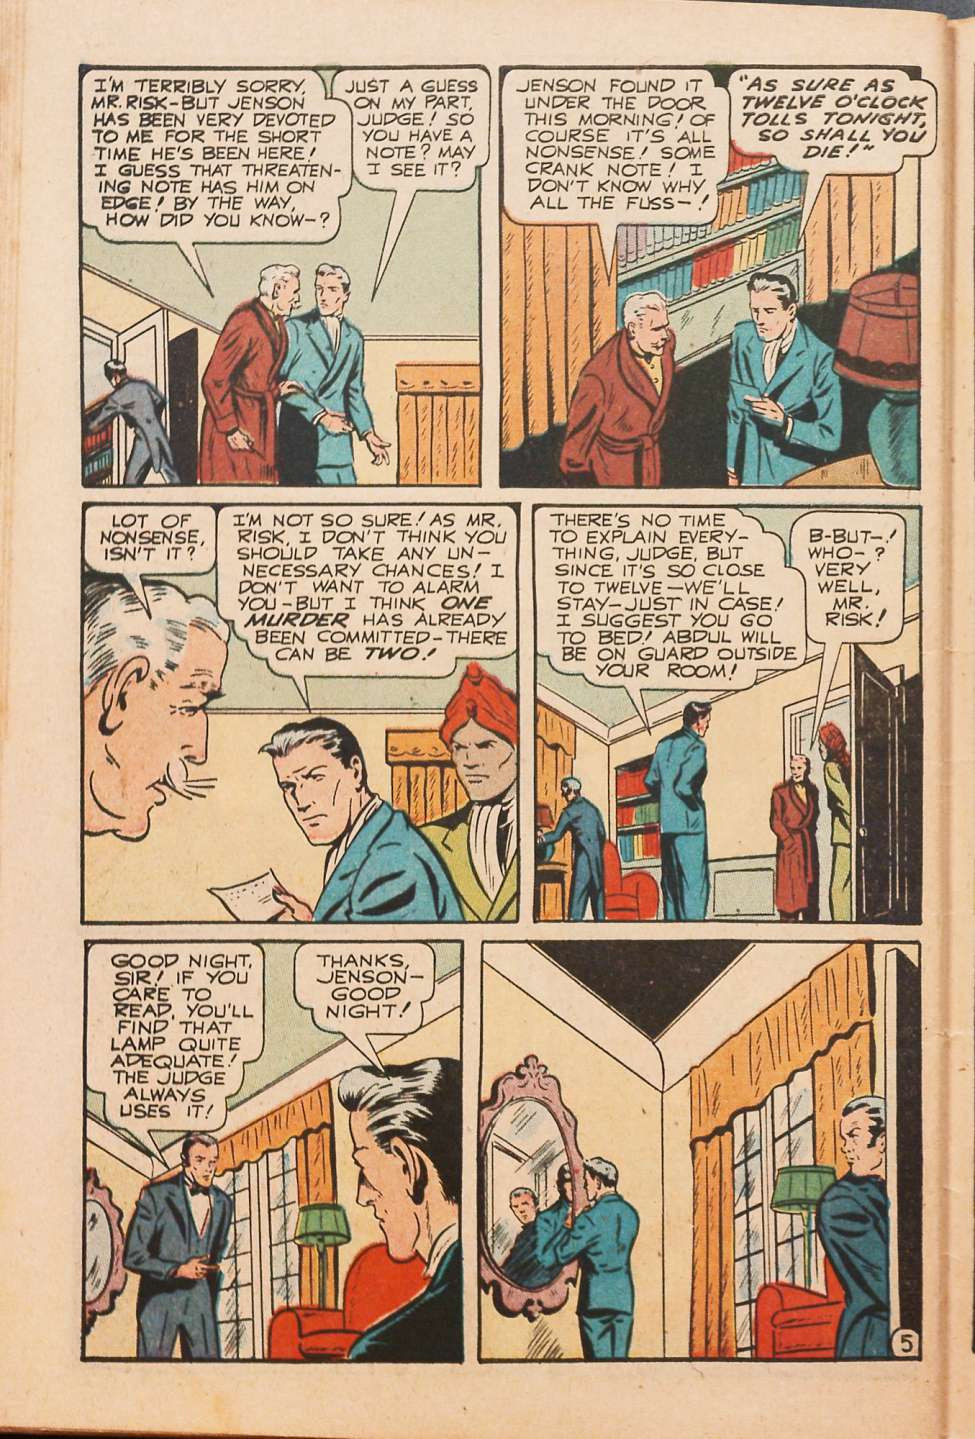 I'M TERRIBLY SORRY,
MR. RISK-BUT JENSON
HAS BEEN VERY DEVOTED
TO ME FOR THE SHORT
TIME HE'S BEEN HERE!
I GUESS THAT THREATEN-
ING NOTE HAS HIM ON
EDGE! BY THE WAY,
HOW DID YOU KNOW-?
JUST A GUESS
ON MY PART,
JUDGE! SO
YOU HAVE A
NOTE? MAY
I SEE IT?
JENSON FOUND IT
UNDER THE DOOR
THIS MORNING! OF
COURSE IT'S ALL
NONSENSE! SOME
CRANK NOTE! I
DON'T KNOW WHY
ALL THE FUSS-!
"AS SURE AS
TWELVE O'CLOCK
TOLLS TONIGHT,
SO SHALL YOU
DIE!"
LOT OF
NONSENSE,
ISN'T IT?
I'M NOT SO SURE! AS MR.
RISK, I DON'T THINK YOU
SHOULD TAKE ANY UN-
NECESSARY CHANCES! I
DON'T WANT TO ALARM
YOU-BUT I THINK ONE
MURDER HAS ALREADY
BEEN COMMITTED-THERE
CAN BE TWO!
THERE'S NO TIME
TO EXPLAIN EVERY-
THING, JUDGE, BUT
SINCE IT'S SO CLOSE
TO TWELVE-WE'LL
STAY-JUST IN CASE!
I SUGGEST YOU GO
TO BED! ABDUL WILL
BE ON GUARD OUTSIDE
YOUR ROOM!
B-BUT-!
WHO-?
VERY
WELL,
MR.
RISK!
GOOD NIGHT,
SIR! IF YOU
CARE TO
READ, YOU'LL
FIND THAT
LAMP QUITE
ADEQUATE!
THE JUDGE
ALWAYS
USES IT!
THANKS,
JENSON-
GOOD
NIGHT!
5